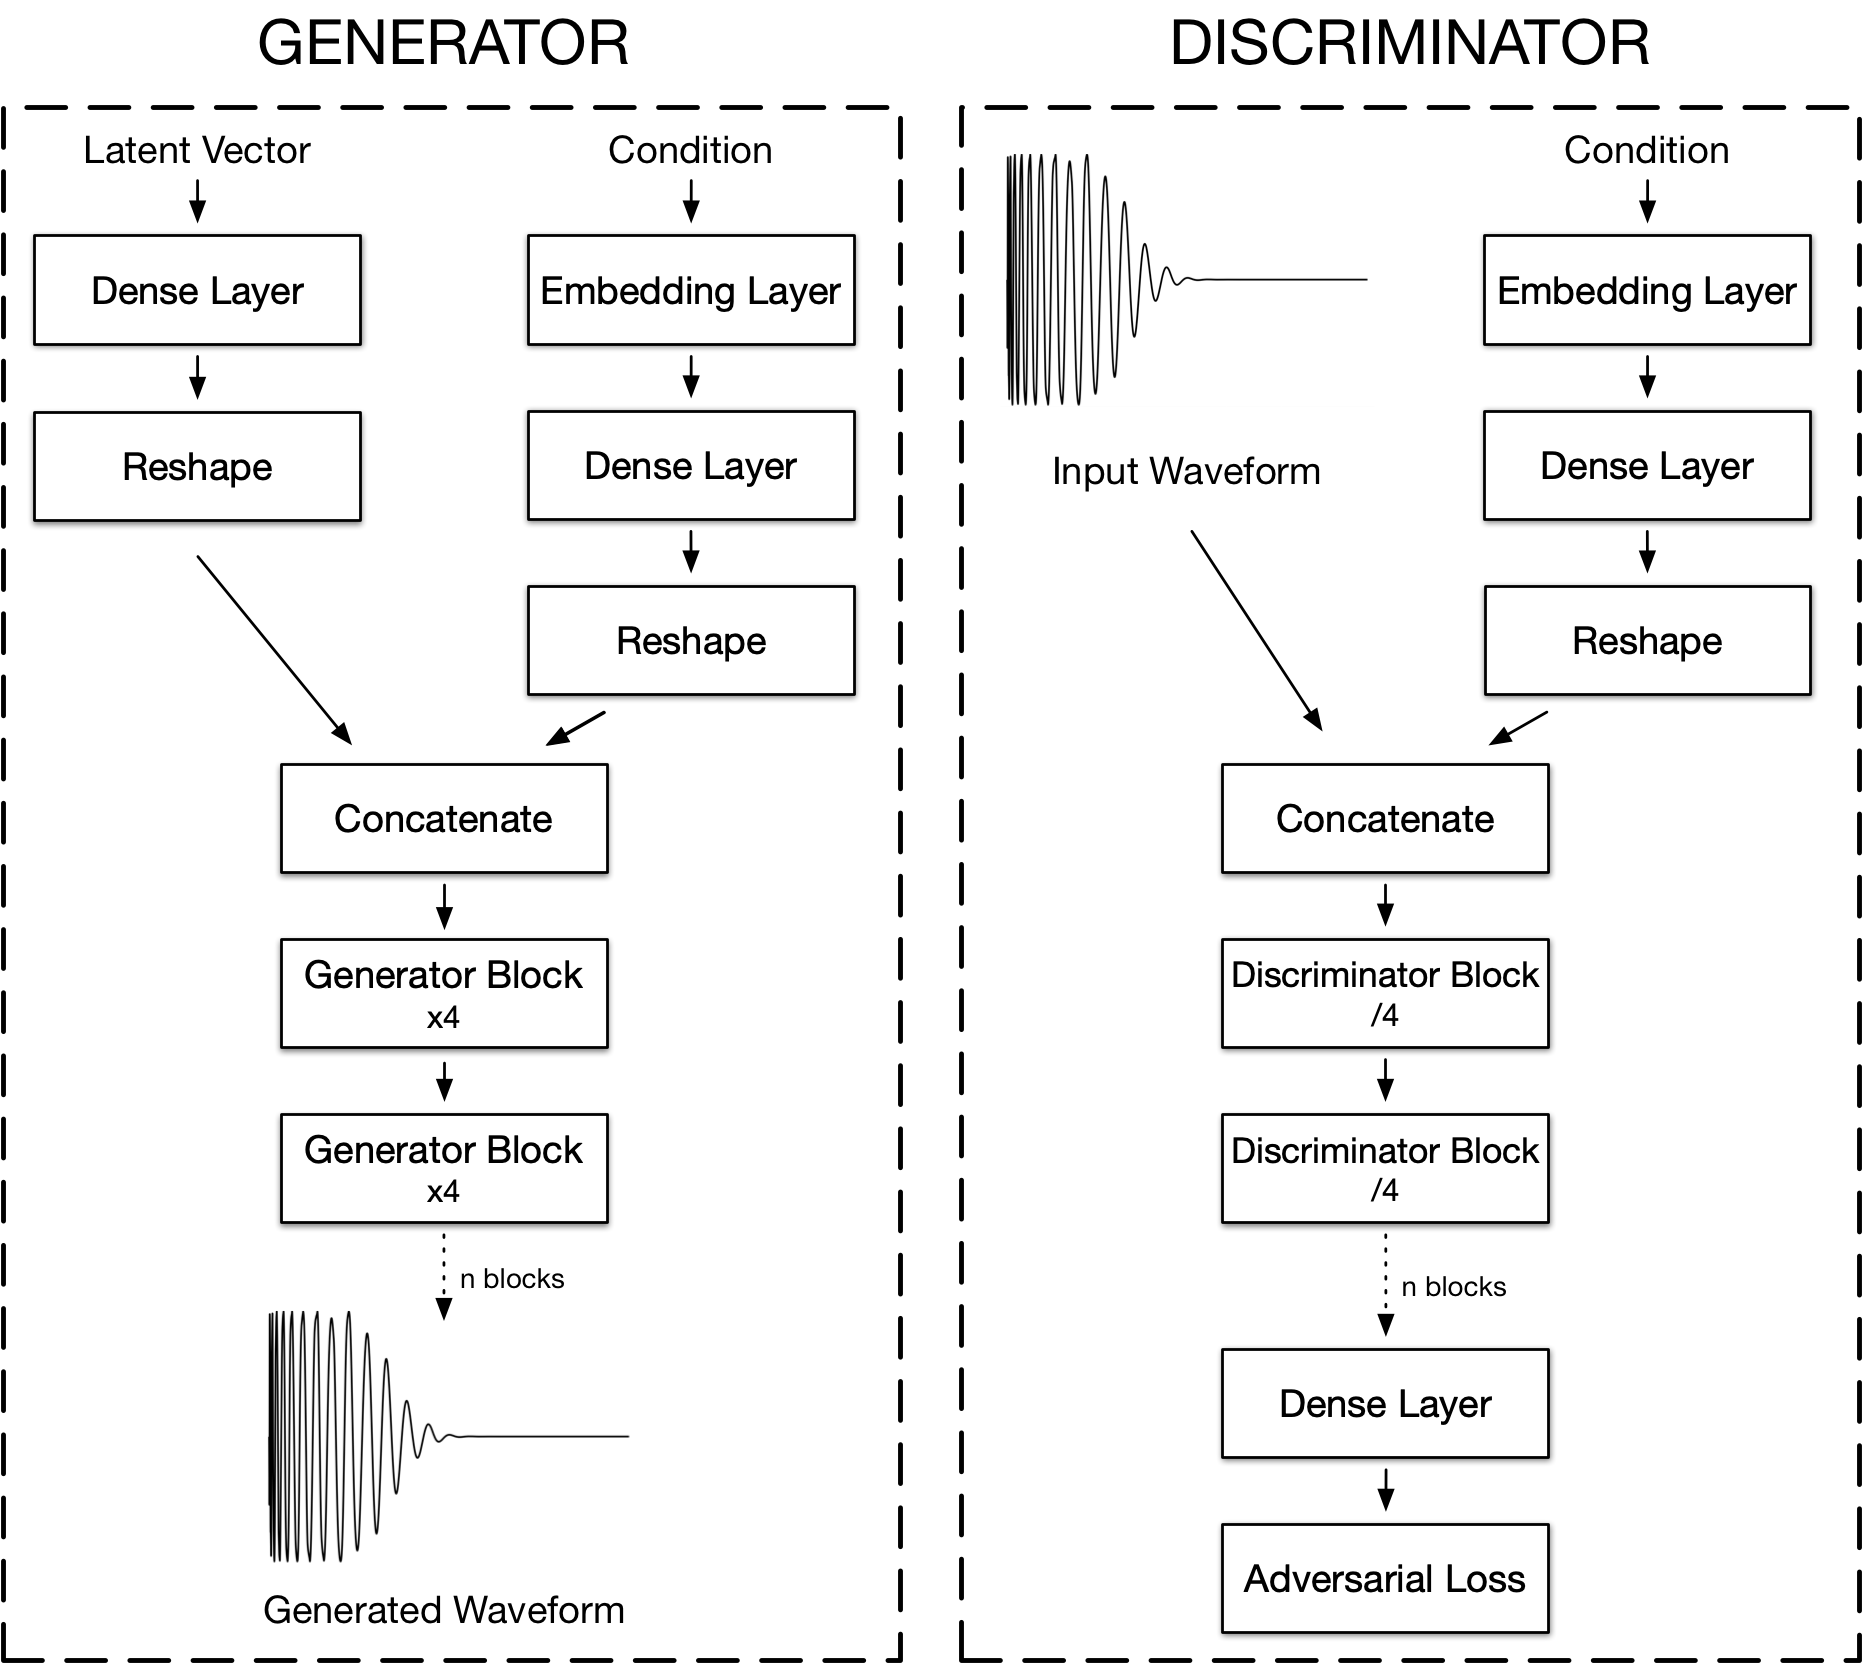 GENERATOR
Latent Vector
Condition
Dense Layer
Embedding Layer
Reshape
Dense Layer
Reshape
Concatenate
Generator Block
x4
Generator Block
x4
n blocks
Generated Waveform
DISCRIMINATOR
Condition
Embedding Layer
Input Waveform
Dense Layer
Reshape
Concatenate
Discriminator Block
/4
Discriminator Block
/4
n blocks
Dense Layer
Adversarial Loss